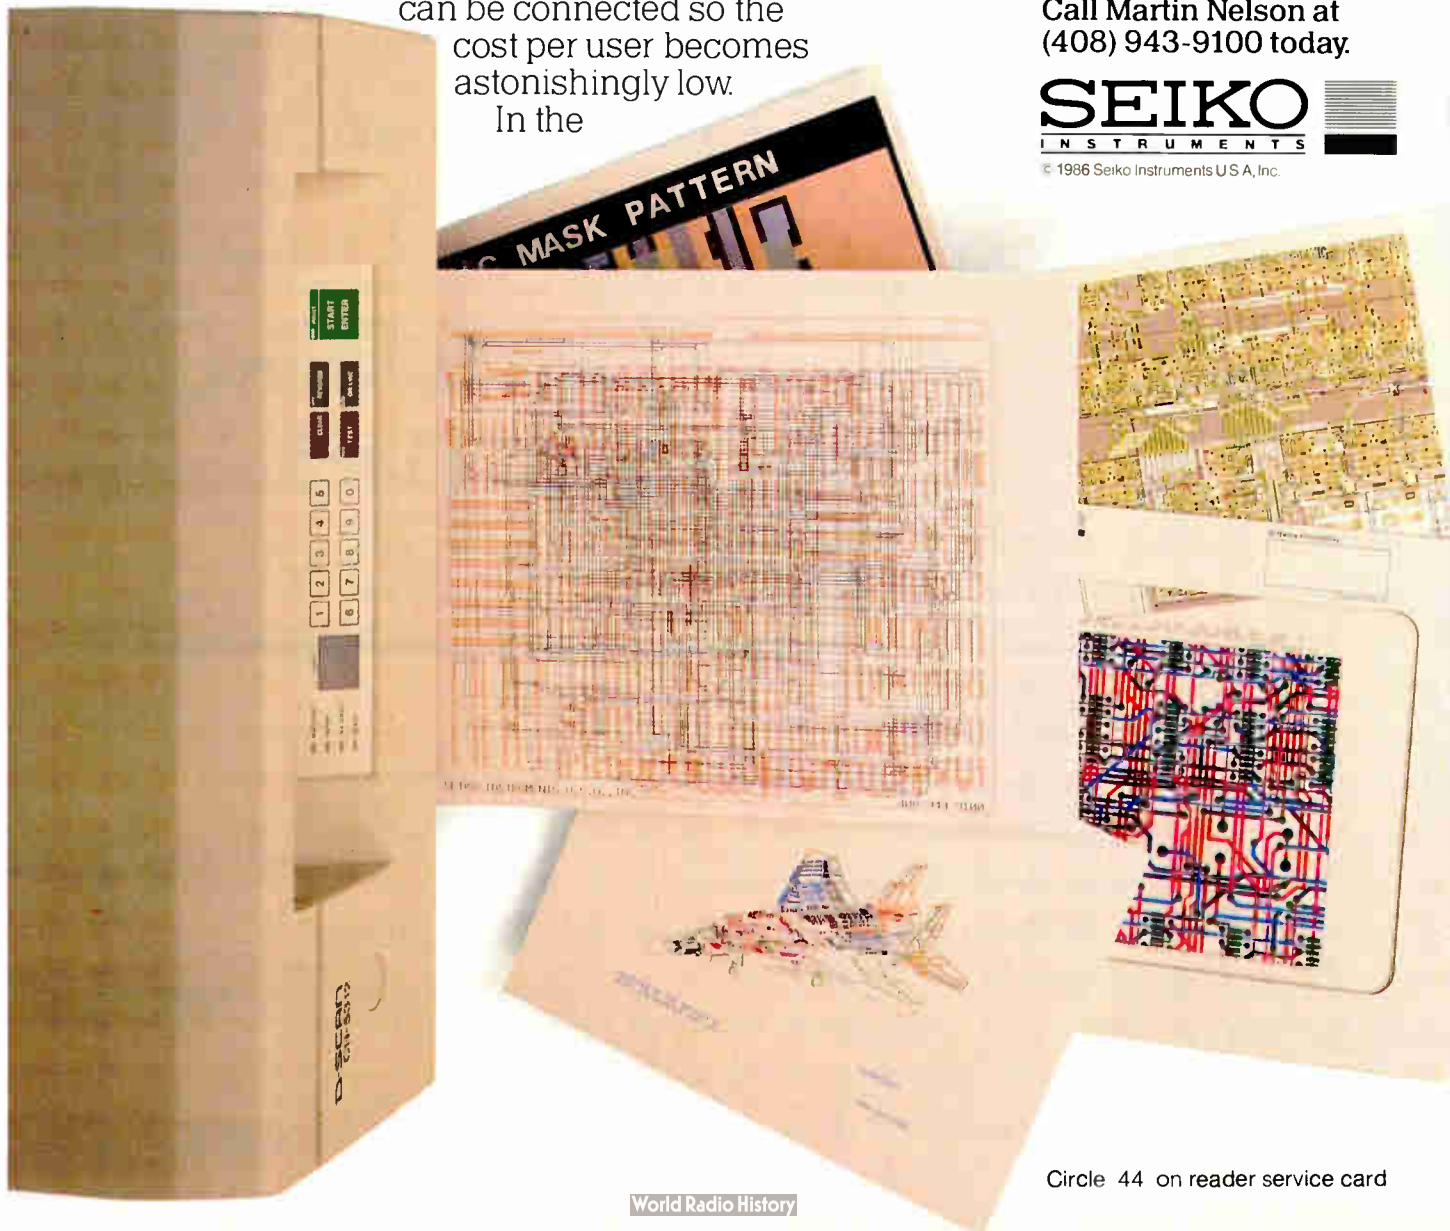 can be connected so the
cost per user becomes
astonishingly low.
In the
Call Martin Nelson at
(408) 943-9100 today.
SEIKO
INSTRUMENTS
© 1986 Seiko Instruments U S A, Inc.
MASK PATTERN
START
ENTER
CLEAR
TEST
1 2 3 4 5
6 7 8 9 0
D-SCAN
Circle 44 on reader service card
World Radio History